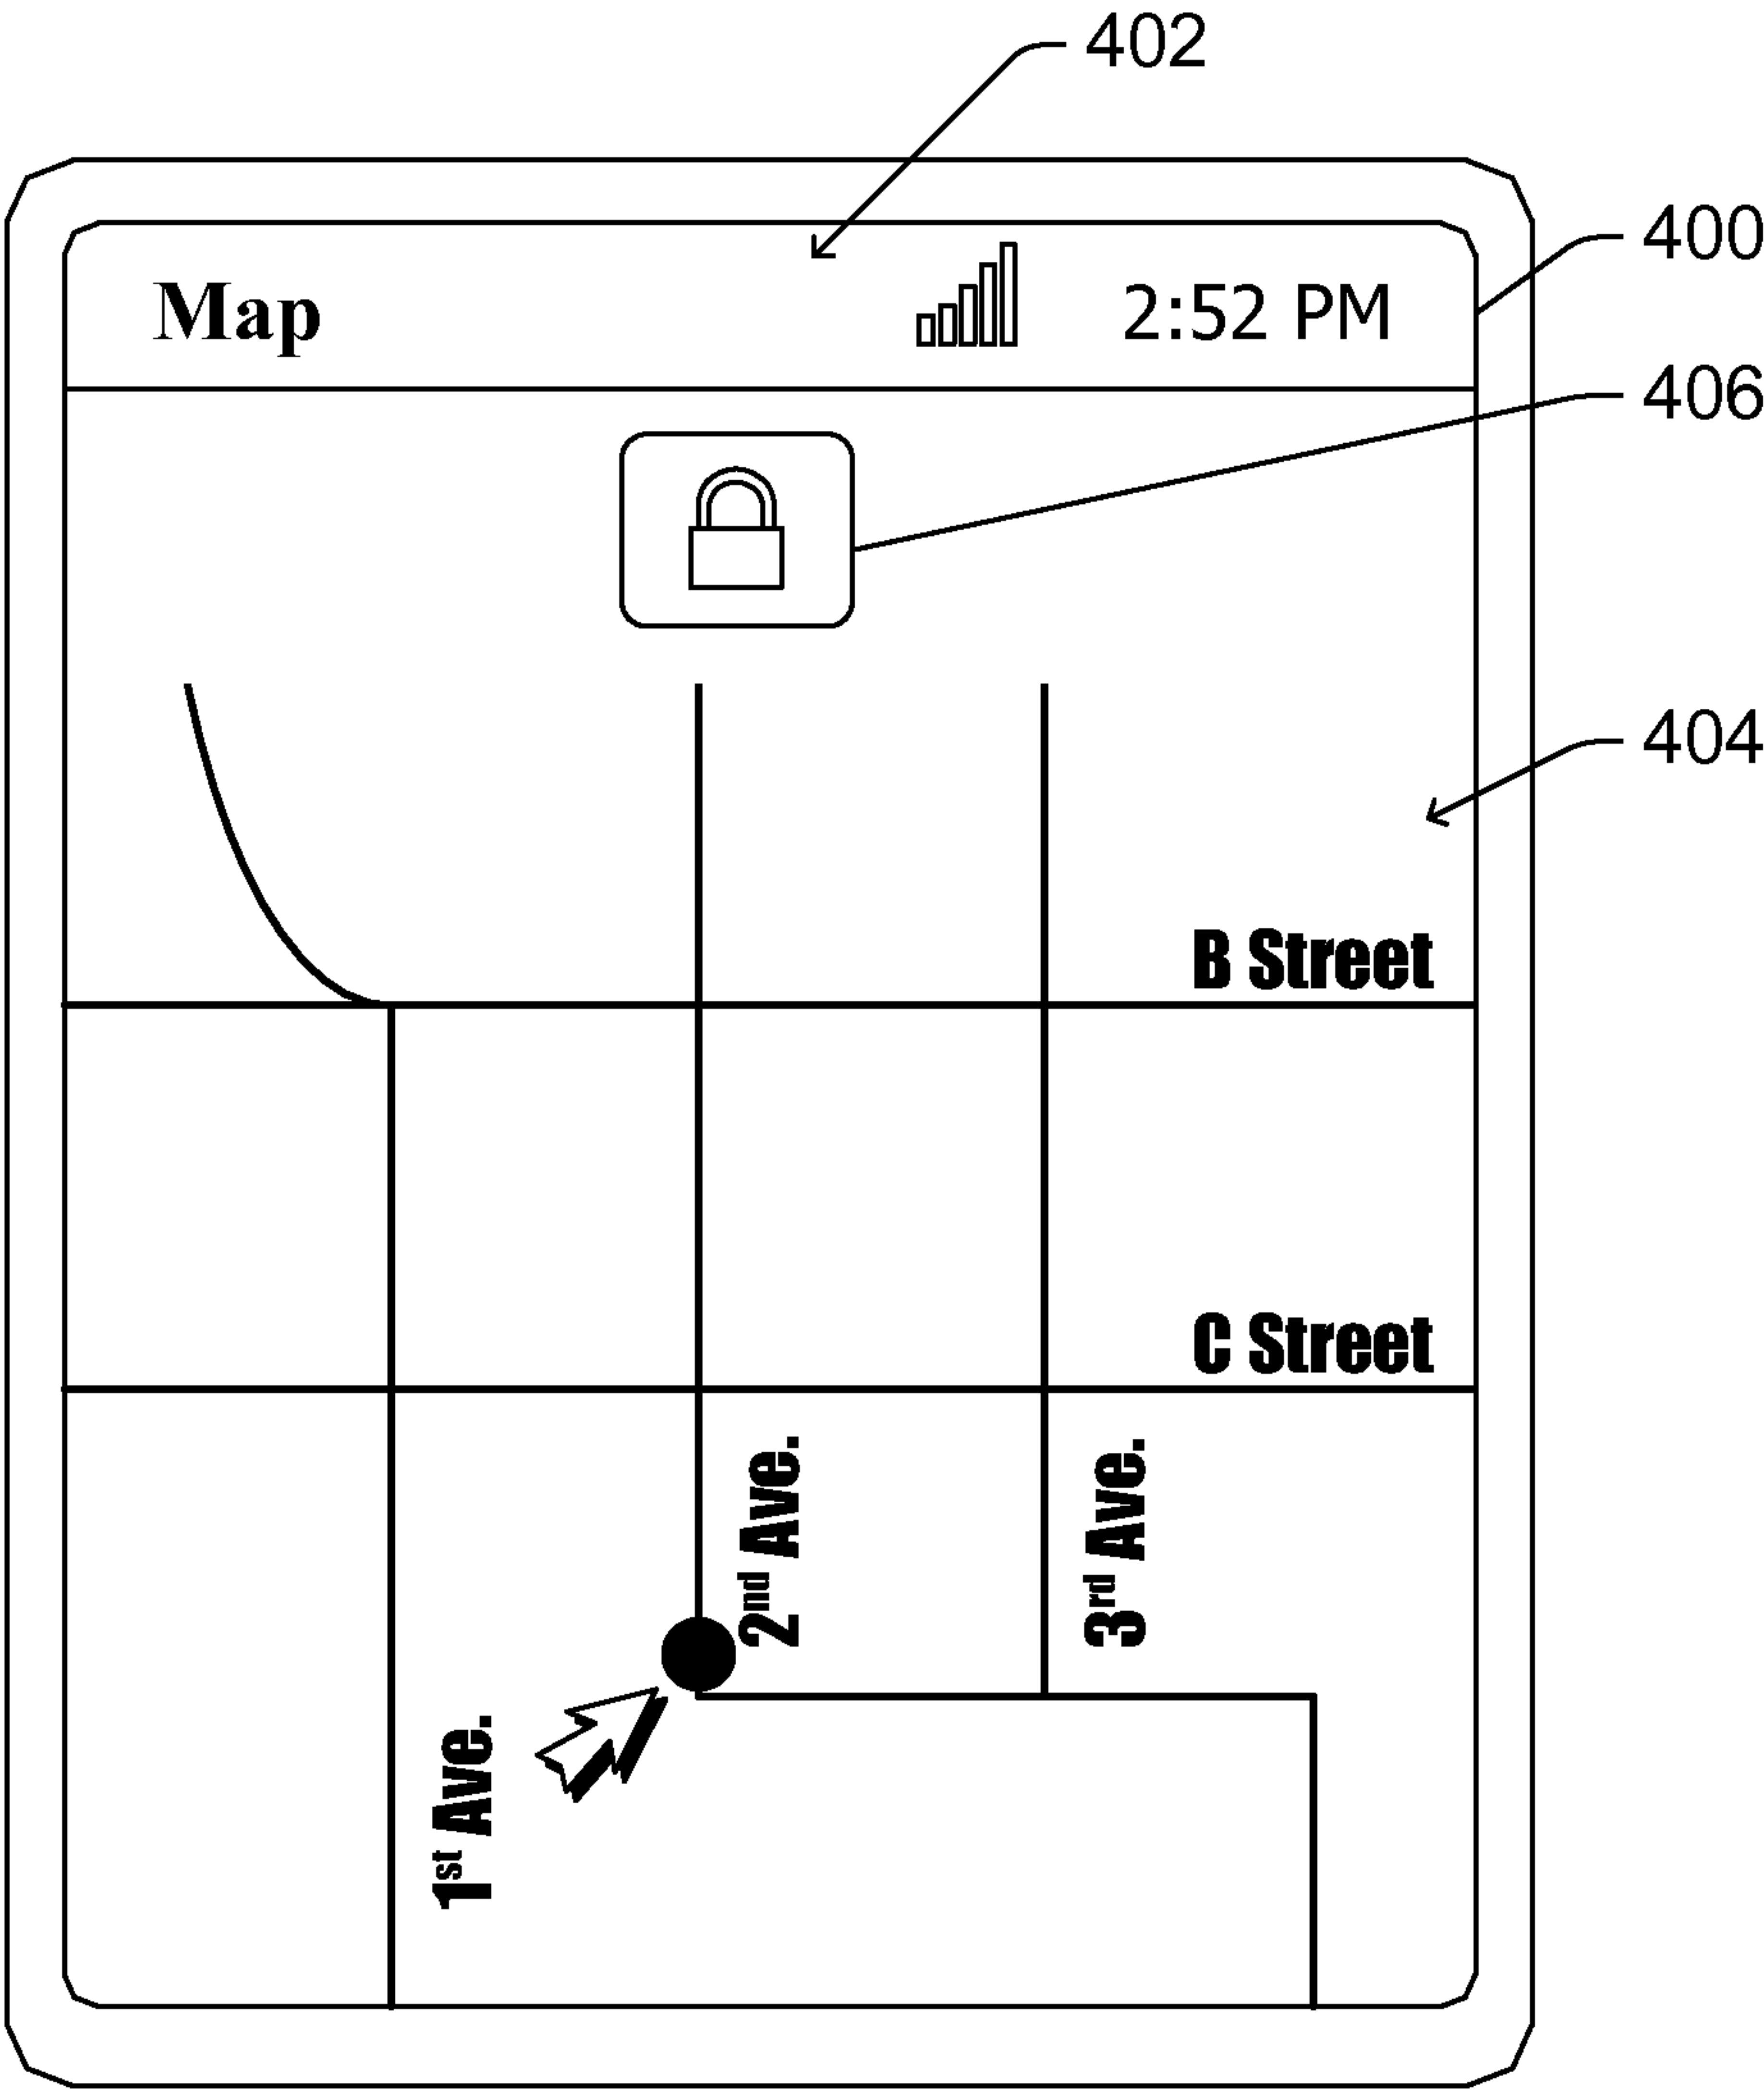 402
400
Map 2:52 PM
406
404
B Street
C Street
2nd Ave.
3rd Ave.
1st Ave.